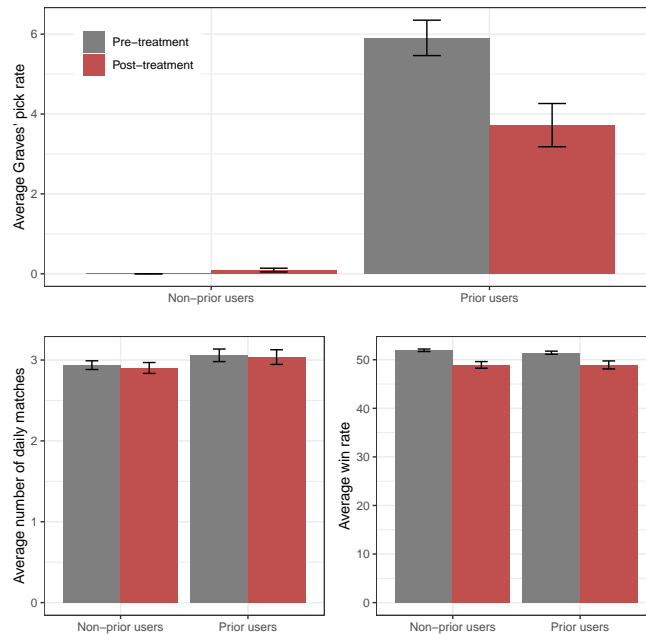 Average Graves' pick rate
6
4
2
0
Pre−treatment
Post−treatment
Non−prior users
Prior users
Average number of daily matches
3
2
1
0
Non−prior users
Prior users
Average win rate
50
40
30
20
10
0
Non−prior users
Prior users